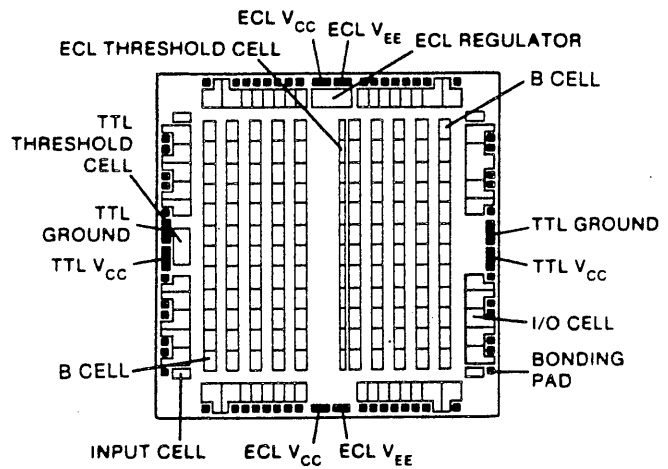 ECL VCC
ECL VEE
ECL THRESHOLD CELL
ECL REGULATOR
B CELL
TTL
THRESHOLD
CELL
TTL
GROUND
TTL VCC
TTL GROUND
TTL VCC
I/O CELL
B CELL
BONDING
PAD
INPUT CELL
ECL VCC
ECL VEE